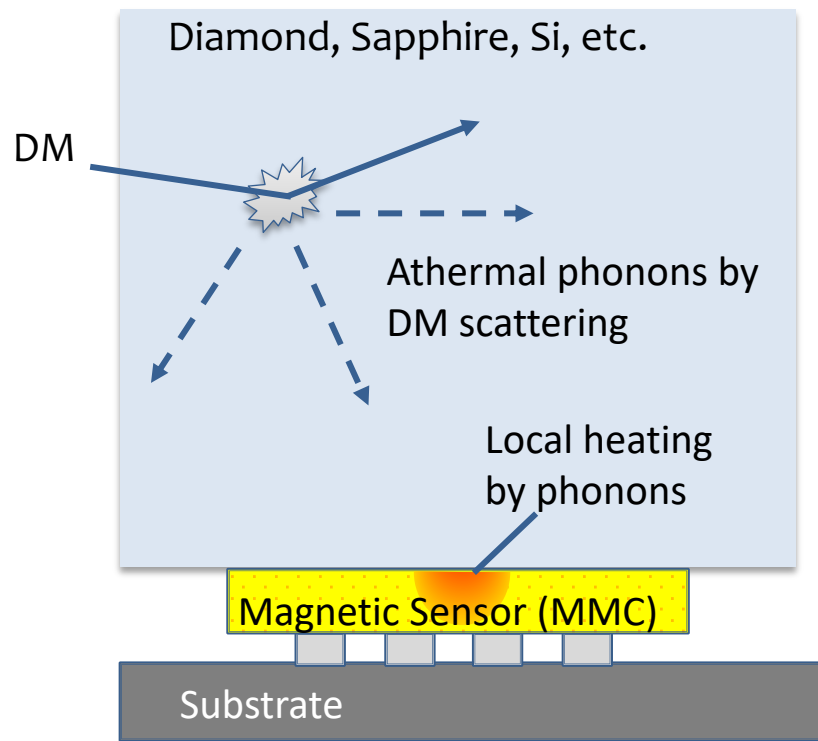 Diamond, Sapphire, Si, etc.
DM
Athermal phonons by
DM scattering
Local heating
by phonons
Magnetic Sensor (MMC)
Substrate